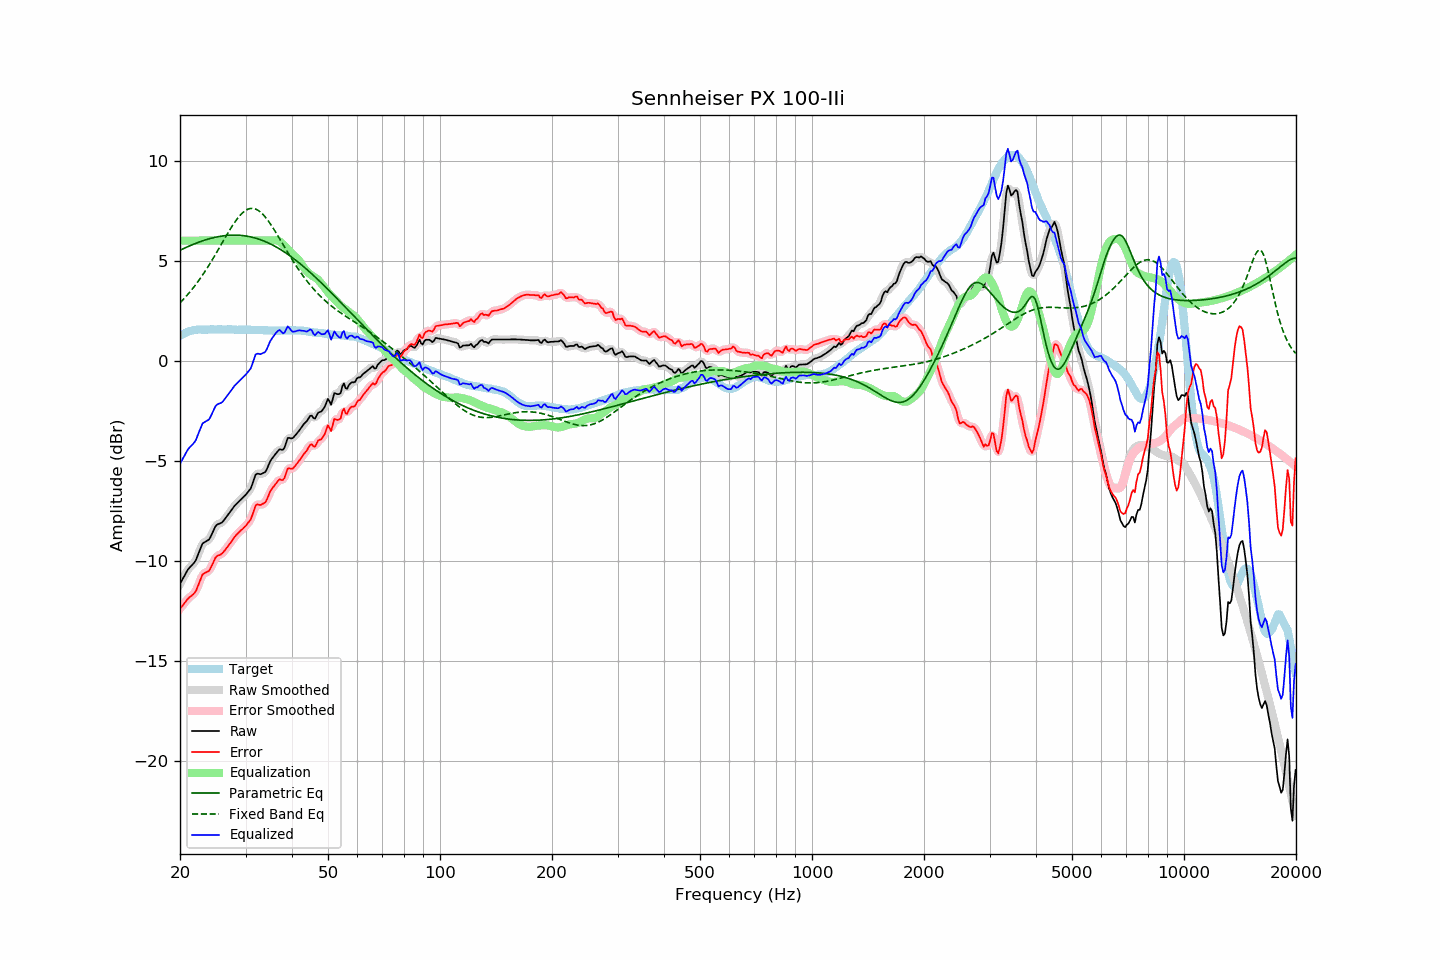 Sennheiser PX 100-IIi
Amplitude (dBr)
10
5
0
−5
−10
−15
−20
Target
Raw Smoothed
Error Smoothed
Raw
Error
Equalization
Parametric Eq
Fixed Band Eq
Equalized
20 50 100 200 500 1000 2000 5000 10000 20000
Frequency (Hz)